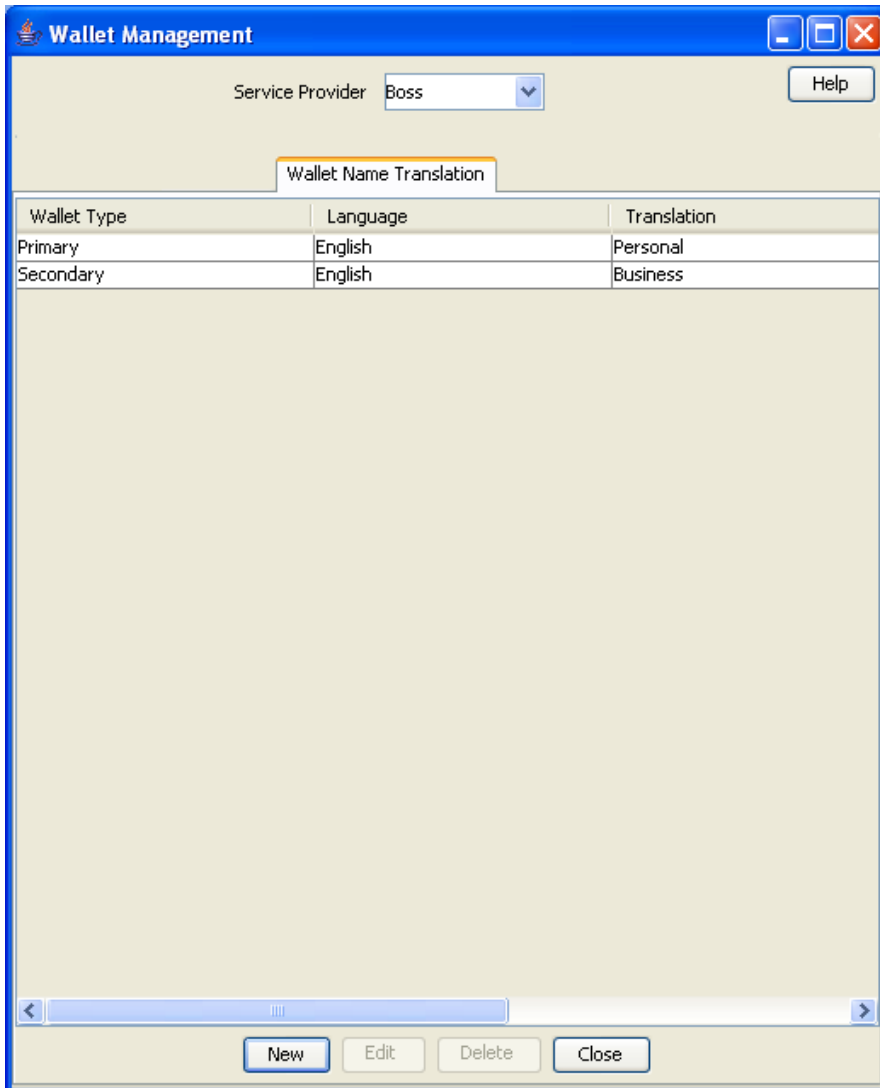 Wallet Management
Service Provider Boss Help
Wallet Name Translation
Wallet Type Language Translation
Primary English Personal
Secondary English Business
New Edit Delete Close